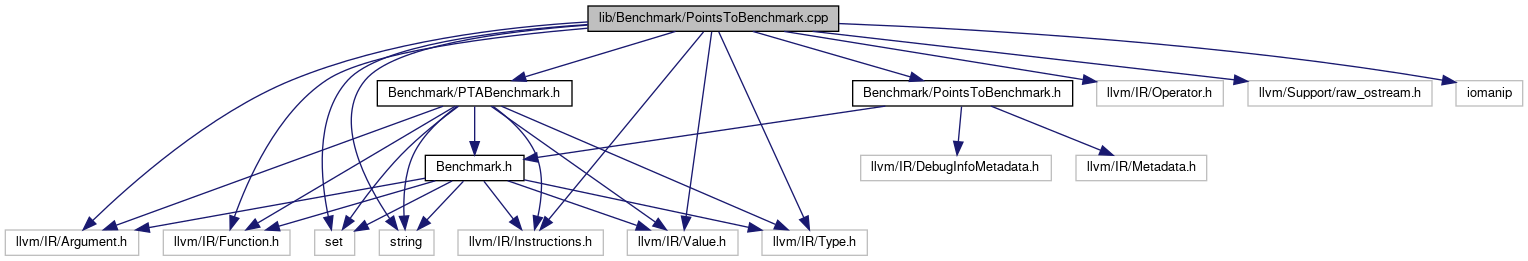 lib/Benchmark/PointsToBenchmark.cpp
Benchmark/PTABenchmark.h
Benchmark/PointsToBenchmark.h
llvm/IR/Operator.h
llvm/Support/raw_ostream.h
iomanip
Benchmark.h
llvm/IR/DebugInfoMetadata.h
llvm/IR/Metadata.h
llvm/IR/Argument.h
llvm/IR/Function.h
set
string
llvm/IR/Instructions.h
llvm/IR/Value.h
llvm/IR/Type.h